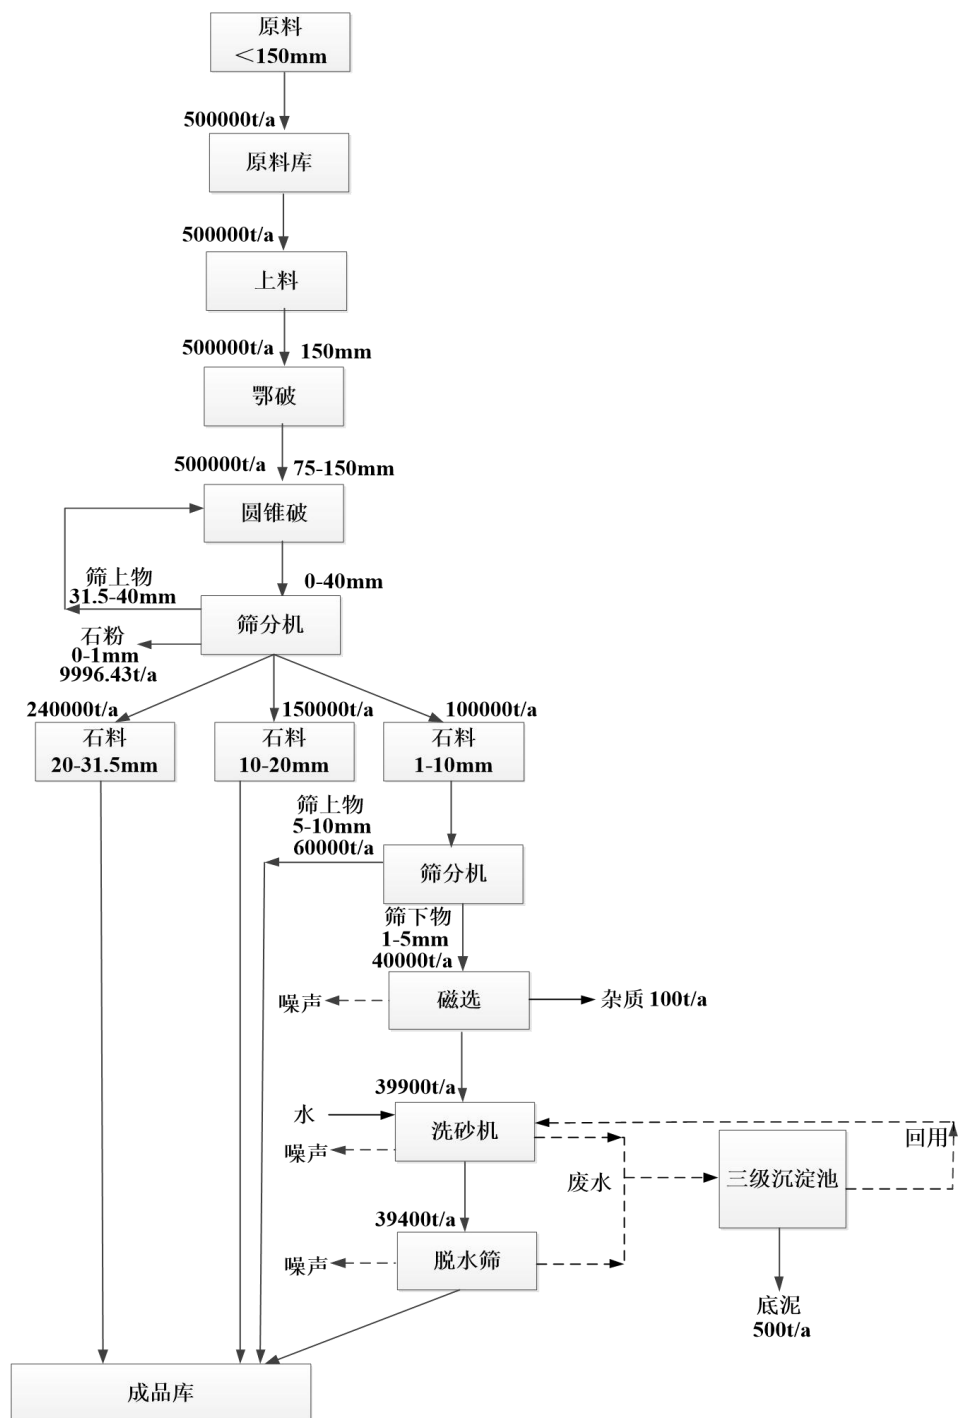 原料
＜150mm
500000t/a
原料库
500000t/a
上料
500000t/a
150mm
鄂破
500000t/a
75-150mm
圆锥破
0-40mm
筛上物
31.5-40mm
筛分机
石粉
0-1mm
9996.43t/a
240000t/a
150000t/a
100000t/a
石料
20-31.5mm
石料
10-20mm
石料
1-10mm
筛上物
5-10mm
60000t/a
筛分机
筛下物
1-5mm
40000t/a
噪声
磁选
杂质 100t/a
39900t/a
水
洗砂机
噪声
回用
废水
三级沉淀池
39400t/a
噪声
脱水筛
底泥
500t/a
成品库